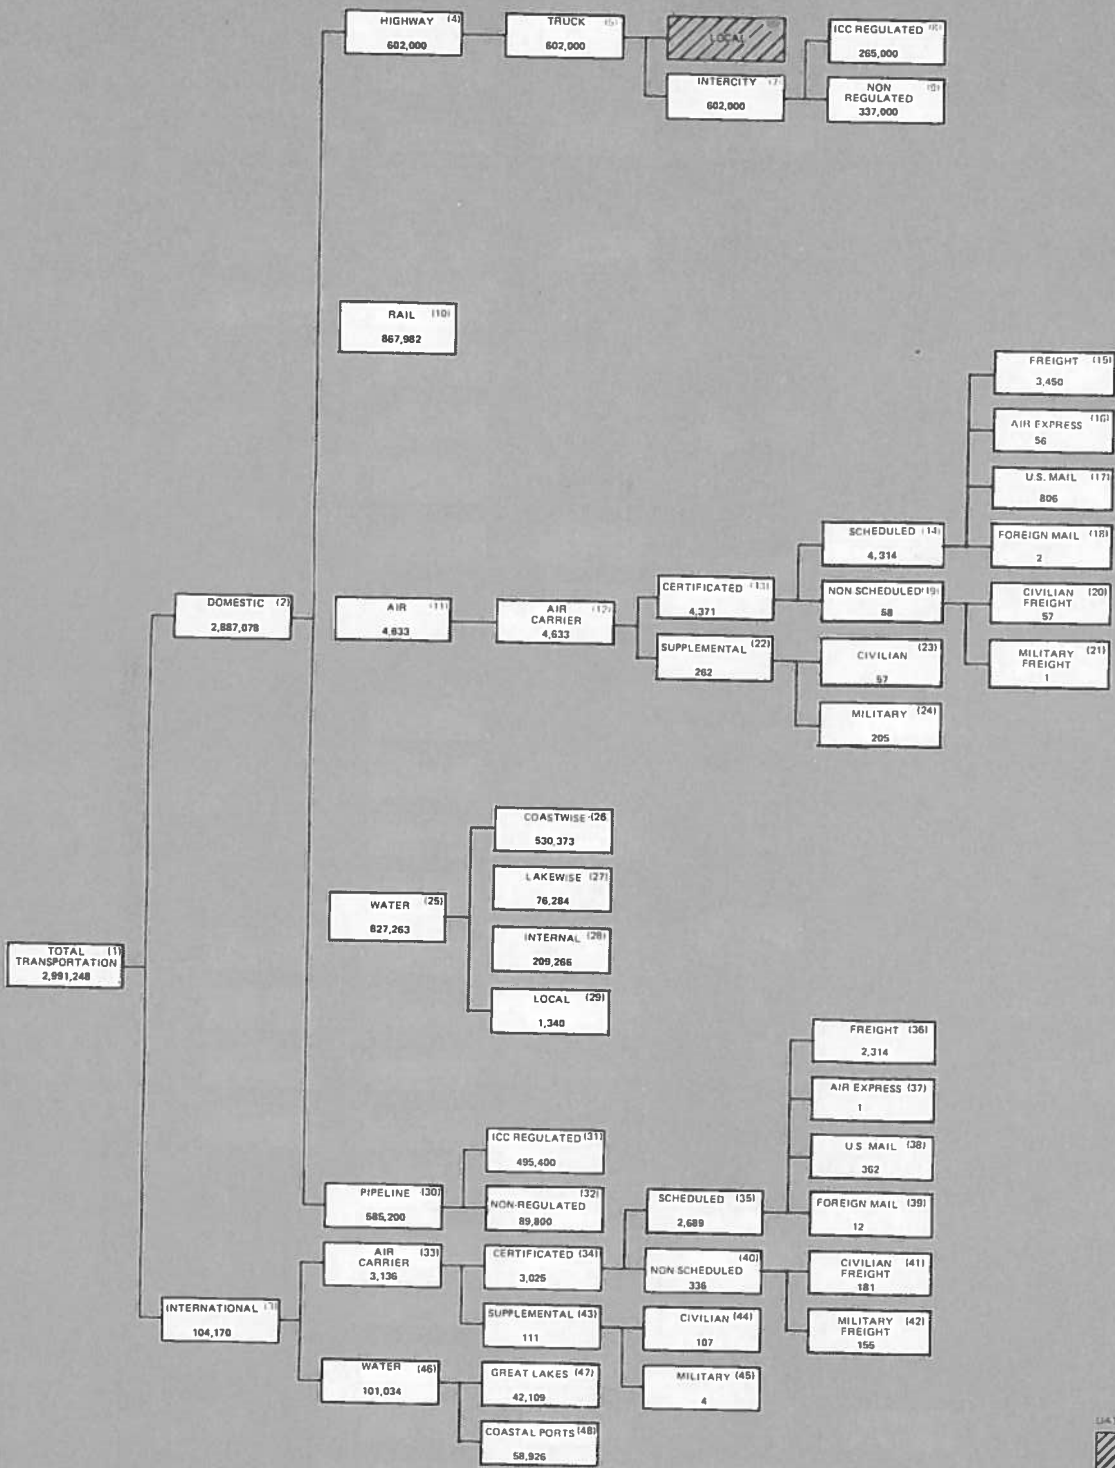 HIGHWAY (4)
602,000
TRUCK (5)
602,000
LOCAL
INTERCITY (7)
602,000
ICC REGULATED (8)
265,000
NON (9)
REGULATED
337,000
RAIL (10)
867,982
DOMESTIC (2)
2,887,078
AIR (11)
4,633
AIR (12)
CARRIER
4,633
CERTIFICATED (13)
4,371
SCHEDULED (14)
4,314
FREIGHT (15)
3,450
AIR EXPRESS (16)
56
U.S. MAIL (17)
806
FOREIGN MAIL (18)
2
NON SCHEDULED (19)
58
CIVILIAN (20)
FREIGHT
57
MILITARY (21)
FREIGHT
1
SUPPLEMENTAL (22)
262
CIVILIAN (23)
57
MILITARY (24)
205
WATER (25)
827,263
COASTWISE (26
530,373
LAKEWISE (27)
76,284
INTERNAL (28)
209,266
LOCAL (29)
1,340
TOTAL (1)
TRANSPORTATION
2,991,248
PIPELINE (30)
585,200
ICC REGULATED (31)
495,400
(32)
NON-REGULATED
89,800
INTERNATIONAL (3)
104,170
AIR (33)
CARRIER
3,136
CERTIFICATED (34)
3,025
SCHEDULED (35)
2,689
FREIGHT (36)
2,314
AIR EXPRESS (37)
1
U.S MAIL (38)
362
FOREIGN MAIL (39)
12
(40)
NON SCHEDULED
336
CIVILIAN (41)
FREIGHT
181
MILITARY (42)
FREIGHT
155
SUPPLEMENTAL (43)
111
CIVILIAN (44)
107
MILITARY (45)
4
WATER (46)
101,034
GREAT LAKES (47)
42,109
COASTAL PORTS (48)
58,926